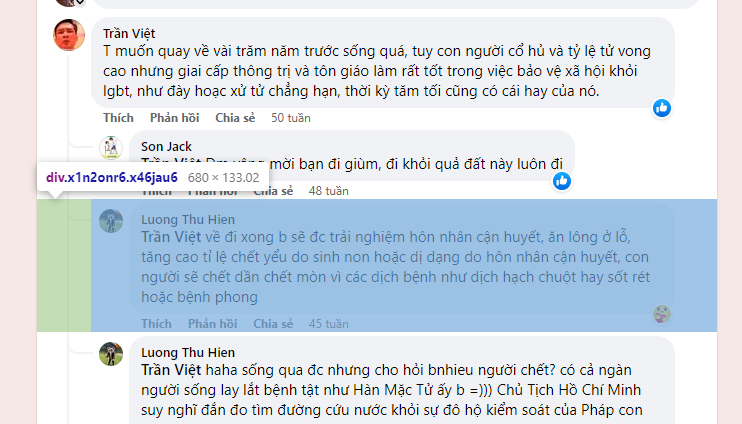 Trần Việt
T muốn quay về vài trăm năm trước sống quá, tuy con người cổ hủ và tỷ lệ tử vong
cao nhưng giai cấp thông trị và tôn giáo làm rất tốt trong việc bảo vệ xã hội khỏi
lgbt, như đày hoạc xử tử chẳng hạn, thời kỳ tăm tối cũng có cái hay của nó.
Thích Phản hồi Chia sẻ 50 tuần
Son Jack
mời bạn đi giùm, đi khỏi quả đất này luôn đi
div.x1n2onr6.x46jau6 680 × 133.02
Thích Phản hồi Chia sẻ 48 tuần
Luong Thu Hien
Trần Việt về đi xong b sẽ đc trải nghiệm hôn nhân cận huyết, ăn lông ở lỗ,
tăng cao tỉ lệ chết yểu do sinh non hoặc dị dạng do hôn nhân cận huyết, con
người sẽ chết dần chết mòn vì các dịch bệnh như dịch hạch chuột hay sốt rét
hoặc bệnh phong
Thích Phản hồi Chia sẻ 45 tuần
Luong Thu Hien
Trần Việt haha sống qua đc nhưng cho hỏi bnhieu người chết? có cả ngàn
người sống lay lắt bệnh tật như Hàn Mặc Tử ấy b =))) Chủ Tịch Hồ Chí Minh
suy nghĩ đắn đo tìm đường cứu nước khỏi sự đô hộ kiểm soát của Pháp con